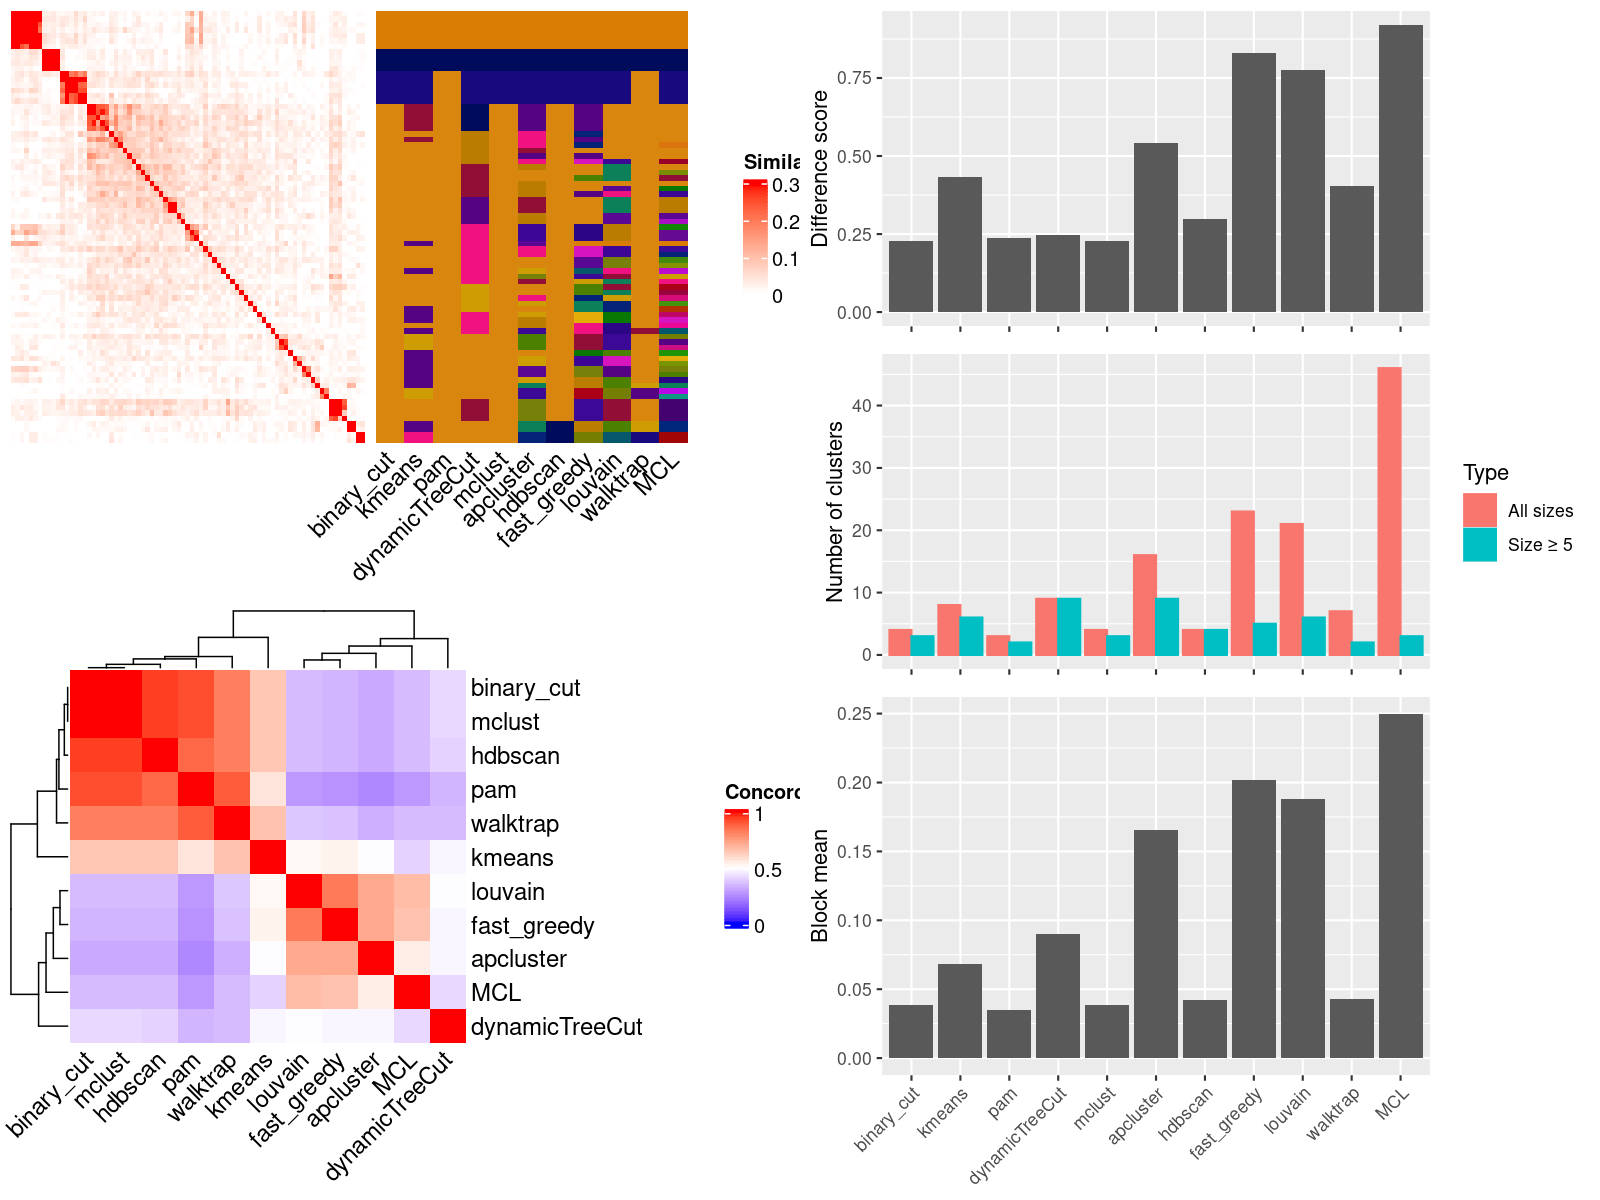 Simila
0.3
0.2
0.1
0
binary_cut
kmeans
pam
dynamicTreeCut
mclust
apcluster
hdbscan
fast_greedy
louvain
walktrap
MCL
binary_cut
mclust
hdbscan
pam
walktrap
kmeans
louvain
fast_greedy
apcluster
MCL
dynamicTreeCut
Concord
1
0.5
0
binary_cut
mclust
hdbscan
pam
walktrap
kmeans
louvain
fast_greedy
apcluster
MCL
dynamicTreeCut
Difference score
0.75
0.50
0.25
0.00
Number of clusters
40
30
20
10
0
Type
All sizes
Size ≥ 5
Block mean
0.25
0.20
0.15
0.10
0.05
0.00
binary_cut
kmeans
pam
dynamicTreeCut
mclust
apcluster
hdbscan
fast_greedy
louvain
walktrap
MCL